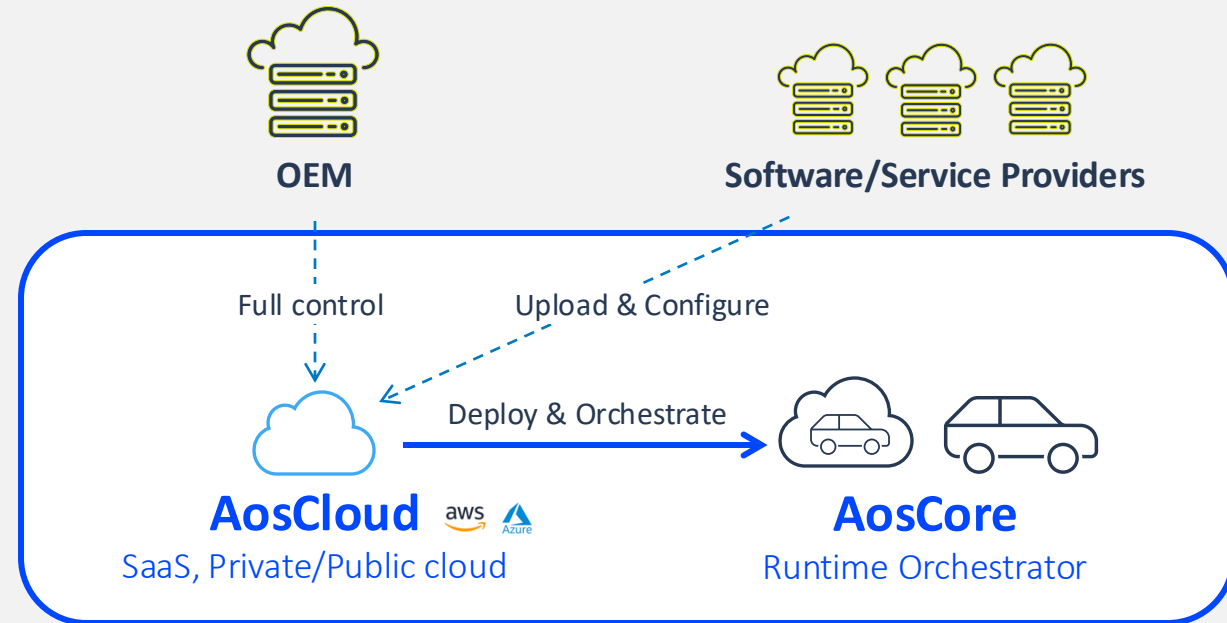 OEM
Software/Service Providers
Full control
Upload & Configure
Deploy & Orchestrate
AosCloud
aws
Azure
AosCore
SaaS, Private/Public cloud
Runtime Orchestrator